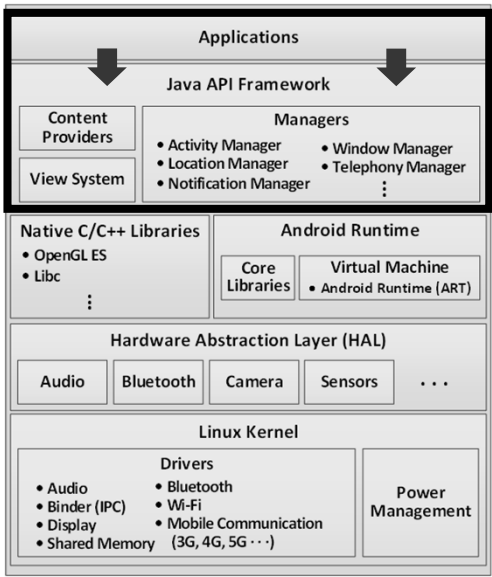 Applications
Java API Framework
Content
Providers
View System
Managers
• Activity Manager
• Location Manager
• Notification Manager
• Window Manager
• Telephony Manager
⋮
Native C/C++ Libraries
• OpenGL ES
• Libc
⋮
Android Runtime
Core
Libraries
Virtual Machine
• Android Runtime (ART)
Hardware Abstraction Layer (HAL)
Audio
Bluetooth
Camera
Sensors
· · ·
Linux Kernel
Drivers
• Audio
• Binder (IPC)
• Display
• Shared Memory
• Bluetooth
• Wi-Fi
• Mobile Communication
(3G, 4G, 5G · · ·)
Power
Management